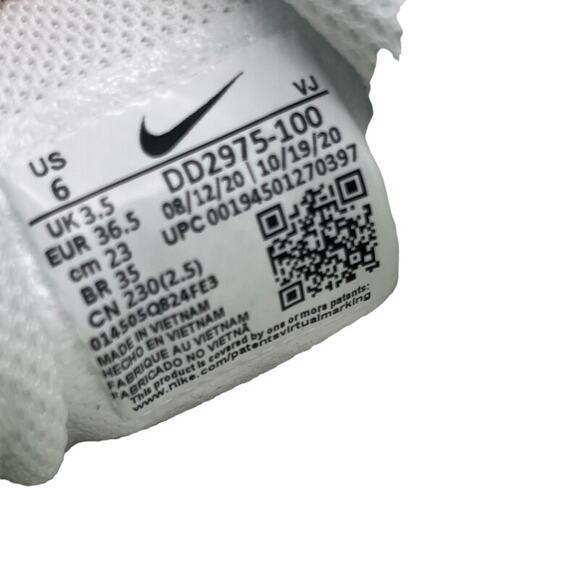 VJ
US
6
DD2975-100
08/12/20 | 10/19/20
UPC 00194501270397
UK 3.5
EUR 36.5
cm 23
BR 35
CN 230(2.5)
014505Q824FE3
MADE IN VIETNAM
HECHO EN VIETNAM
FABRIQUE AU VIETNAM
FABRICADO NO VIETNÃ
This product is covered by one or more patents:
www.nike.com/patentsvirtualmarking